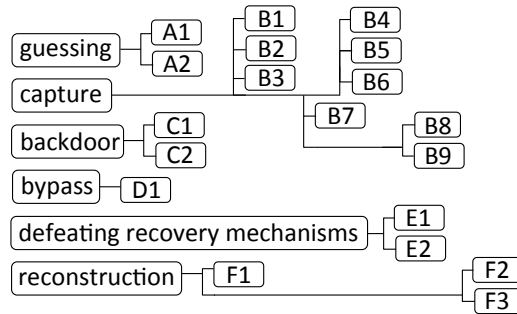 guessing A1
A2
B1
B2
B3
B4
B5
B6
capture
B7
B8
B9
backdoor C1
C2
bypass D1
defeating recovery mechanisms E1
E2
reconstruction F1
F2
F3